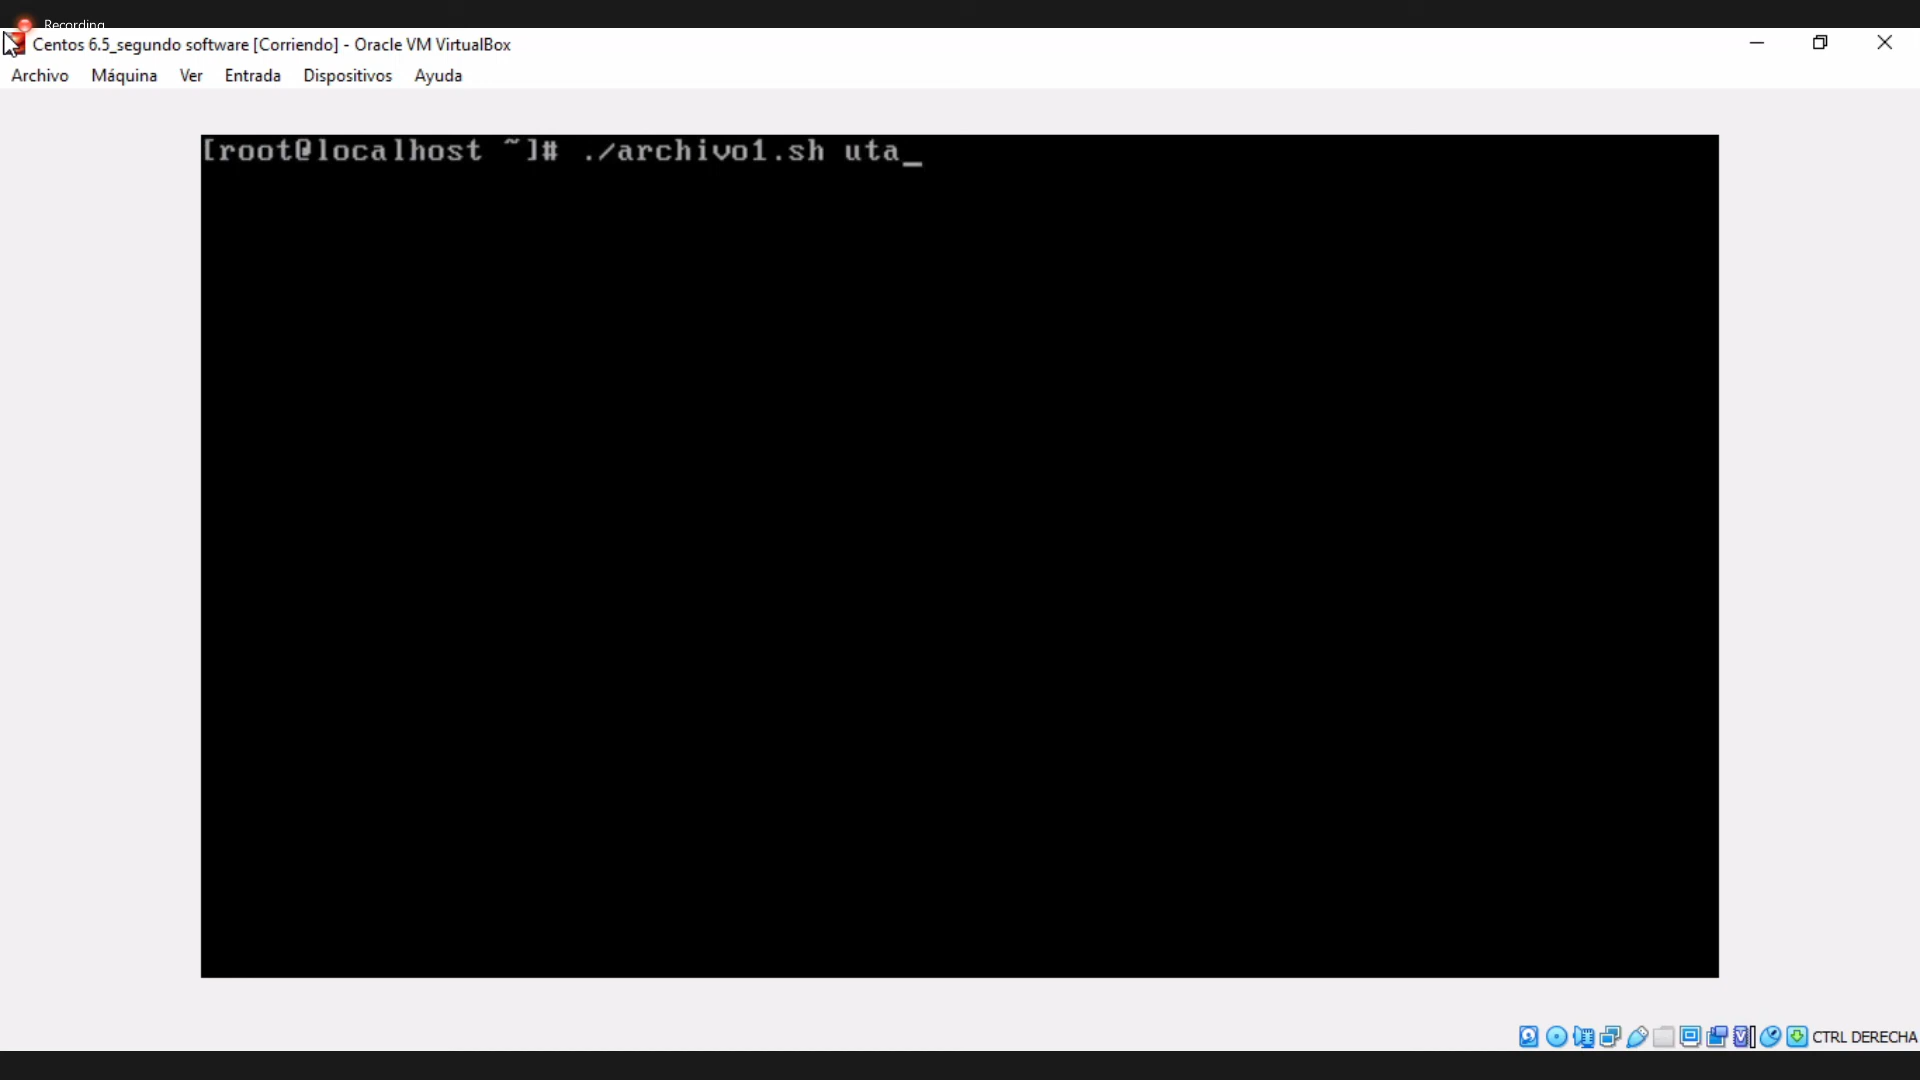 Recording
Centos 6.5_segundo software [Corriendo] - Oracle VM VirtualBox
Archivo Máquina Ver Entrada Dispositivos Ayuda
[root@localhost ~]# ./archivo1.sh uta_
CTRL DERECHA